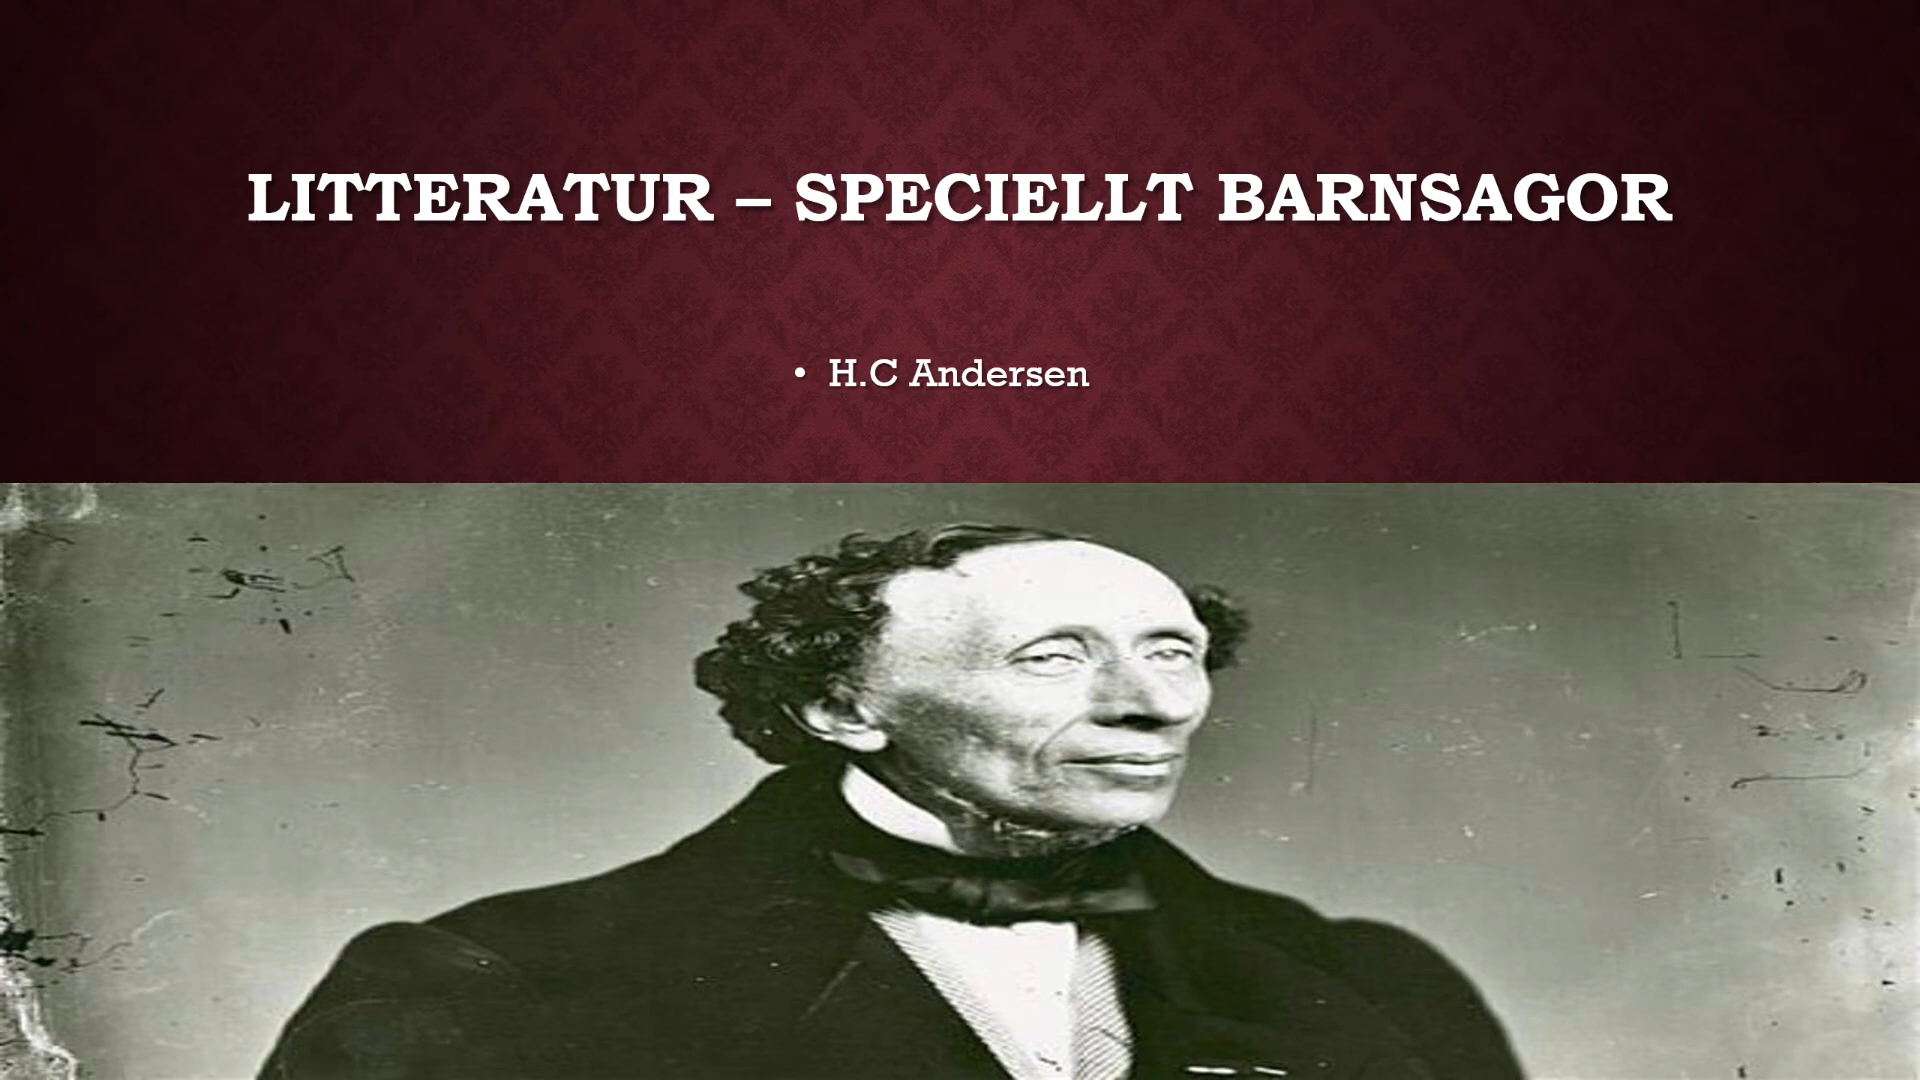 LITTERATUR – SPECIELLT BARNSAGOR
• H.C Andersen